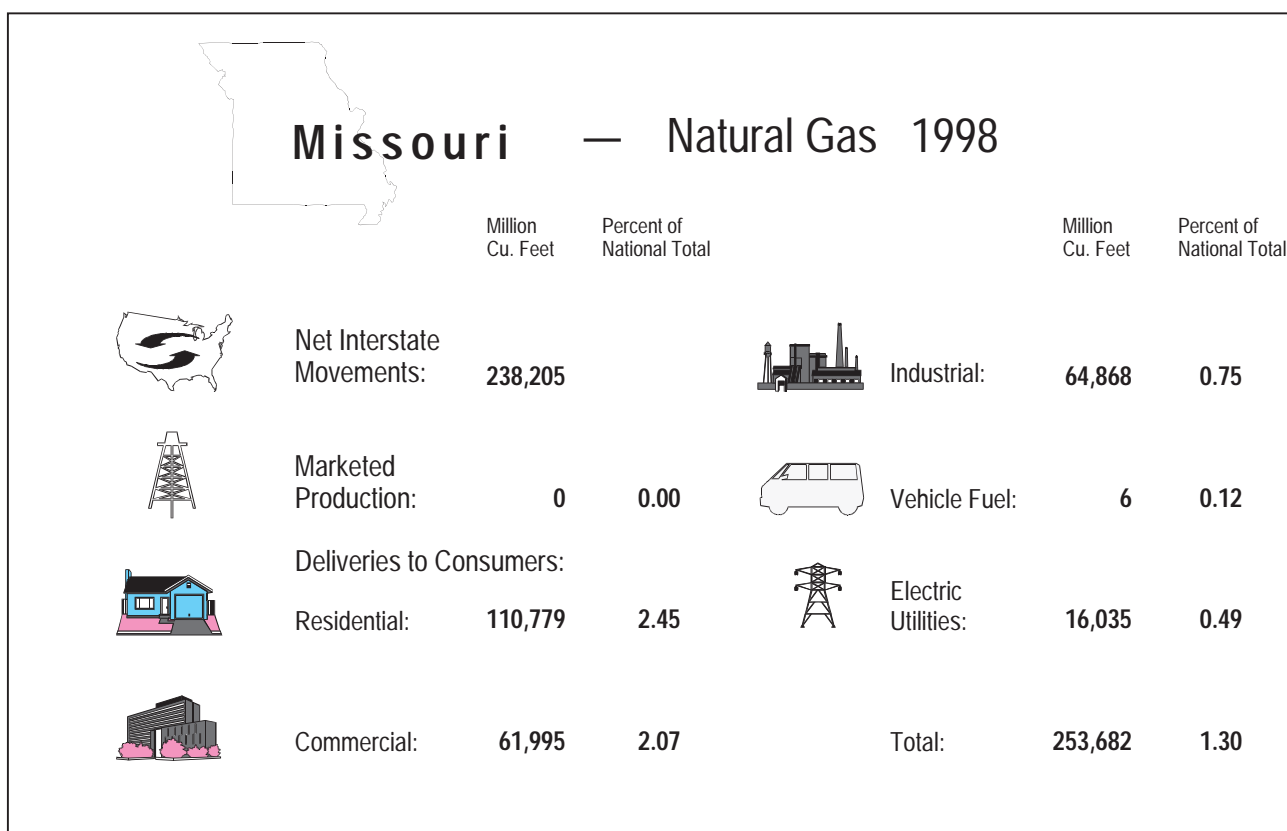 Missouri — Natural Gas 1998
Million Cu. Feet
Percent of National Total
Million Cu. Feet
Percent of National Total
Net Interstate
Movements: 238,205
Marketed
Production: 0 0.00
Deliveries to Consumers:
Residential: 110,779 2.45
Commercial: 61,995 2.07
Industrial: 64,868 0.75
Vehicle Fuel: 6 0.12
Electric
Utilities: 16,035 0.49
Total: 253,682 1.30